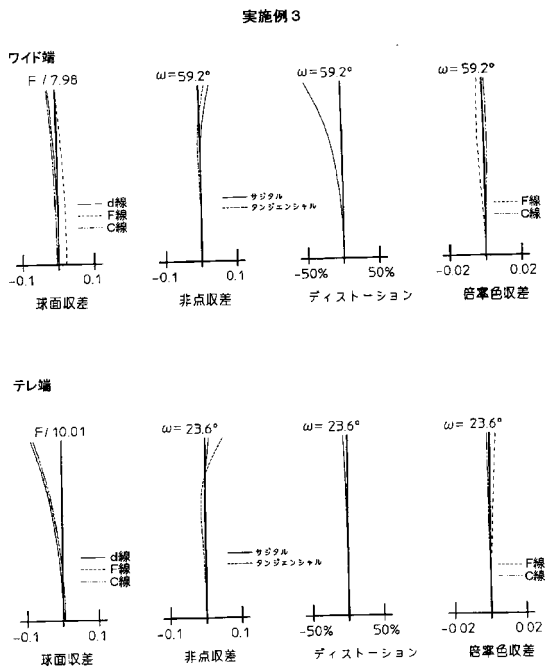 実施例3
ワイド端
F/7.98
ω=59.2°
ω=59.2°
ω=59.2°
d線
F線
C線
サジタル
タンジェンシャル
F線
C線
-0.1 0.1
-0.1 0.1
-50% 50%
-0.02 0.02
球面収差
非点収差
ディストーション
倍率色収差
テレ端
F/10.01
ω=23.6°
ω=23.6°
ω=23.6°
d線
F線
C線
サジタル
タンジェンシャル
F線
C線
-0.1 0.1
-0.1 0.1
-50% 50%
-0.02 0.02
球面収差
非点収差
ディストーション
倍率色収差